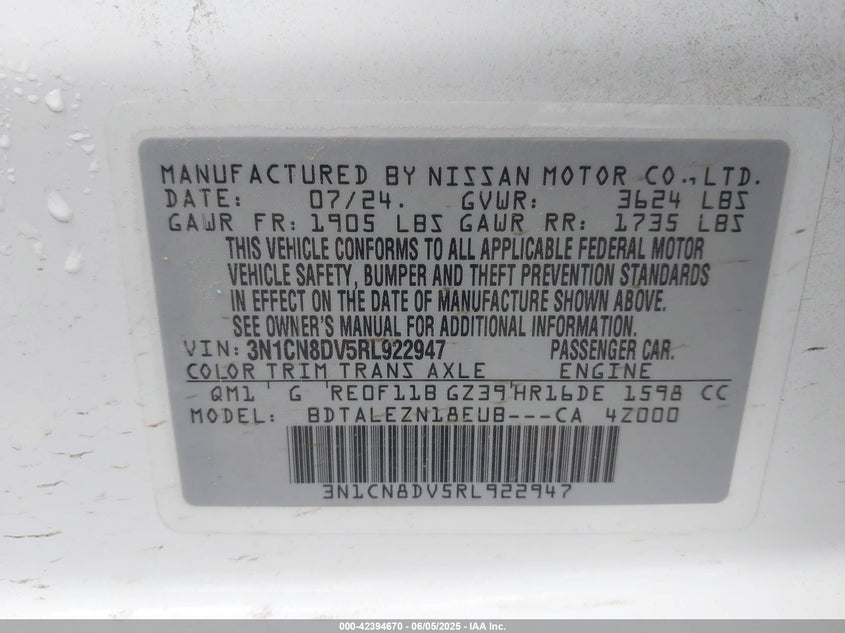 MANUFACTURED BY NISSAN MOTOR CO., LTD.
DATE: 07/24. GVWR: 3624 LBS
GAWR FR: 1905 LBS GAWR RR: 1735 LBS
THIS VEHICLE CONFORMS TO ALL APPLICABLE FEDERAL MOTOR
VEHICLE SAFETY, BUMPER AND THEFT PREVENTION STANDARDS
IN EFFECT ON THE DATE OF MANUFACTURE SHOWN ABOVE.
SEE OWNER'S MANUAL FOR ADDITIONAL INFORMATION.
VIN: 3N1CN8DV5RL922947 PASSENGER CAR.
COLOR TRIM TRANS AXLE ENGINE
QM1 G RE0F11B GZ39 HR16DE 1598 CC
MODEL: BDTALEZN18EUB---CA 4Z000
3N1CN8DV5RL922947
000-42394670 - 06/05/2025 - IAA Inc.